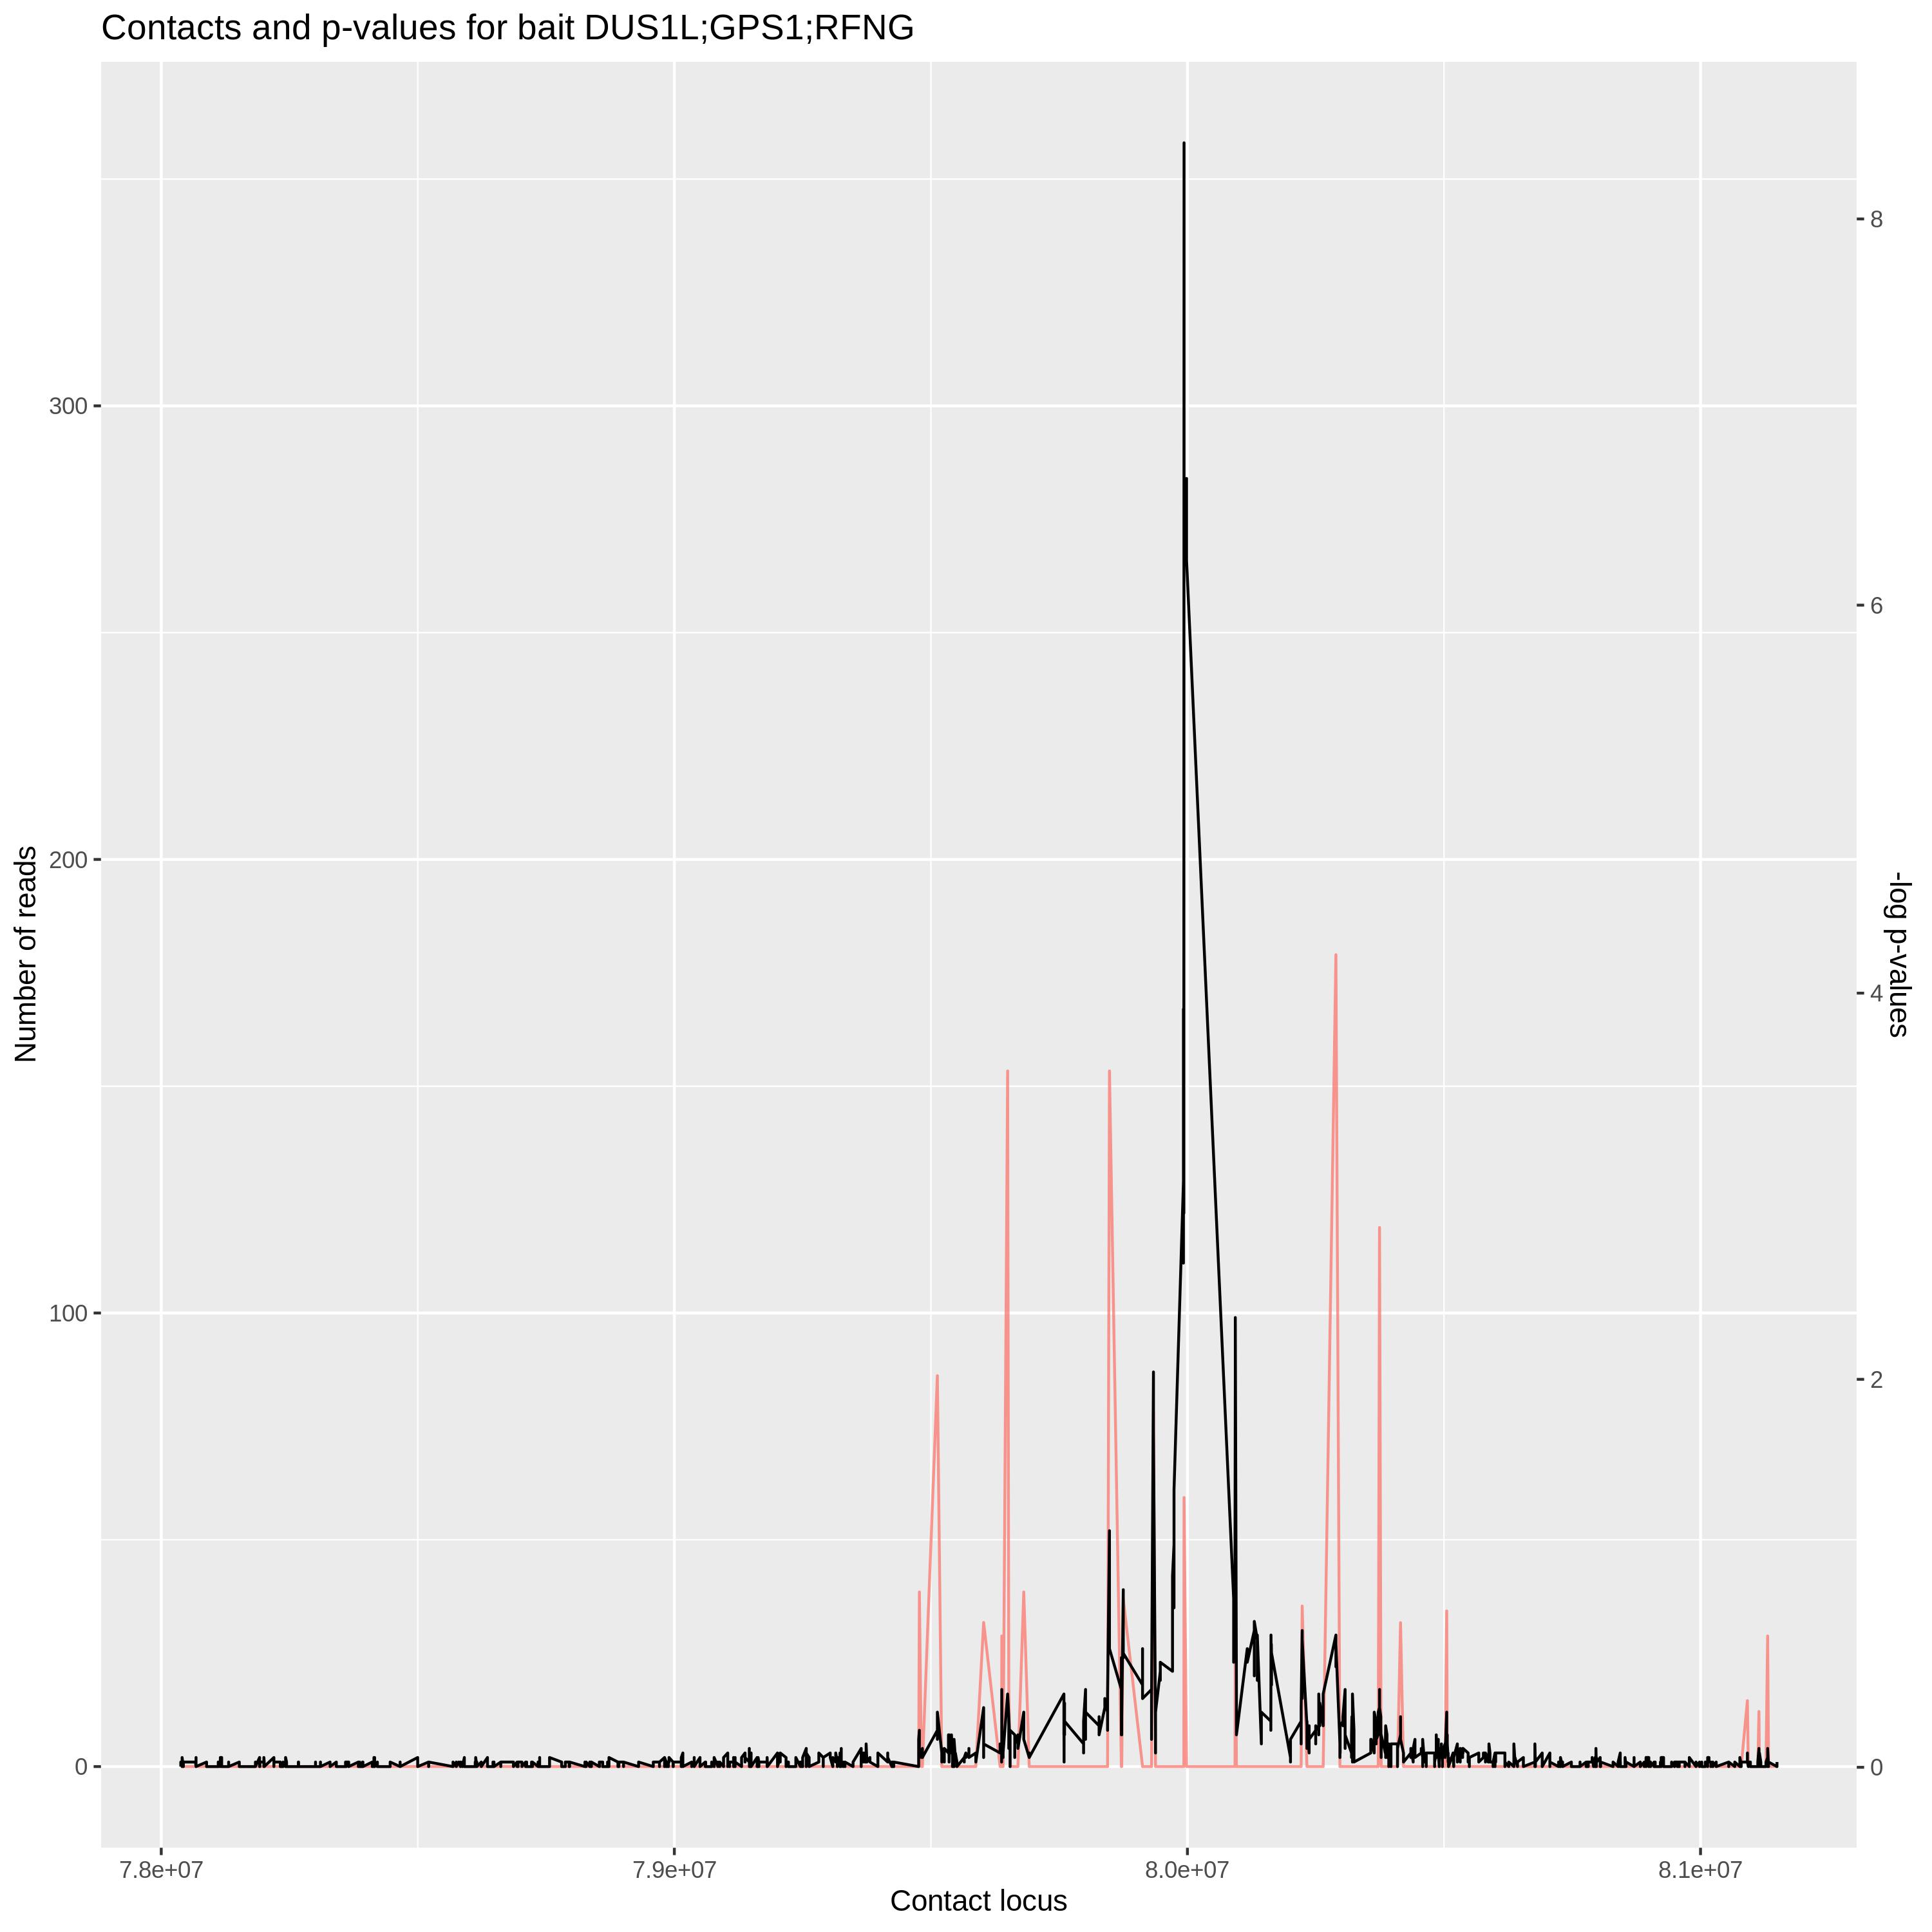 Contacts and p-values for bait DUS1L;GPS1;RFNG
Number of reads
300
200
100
0
8
6
4
2
0
-log p-values
7.8e+07 7.9e+07 8.0e+07 8.1e+07
Contact locus